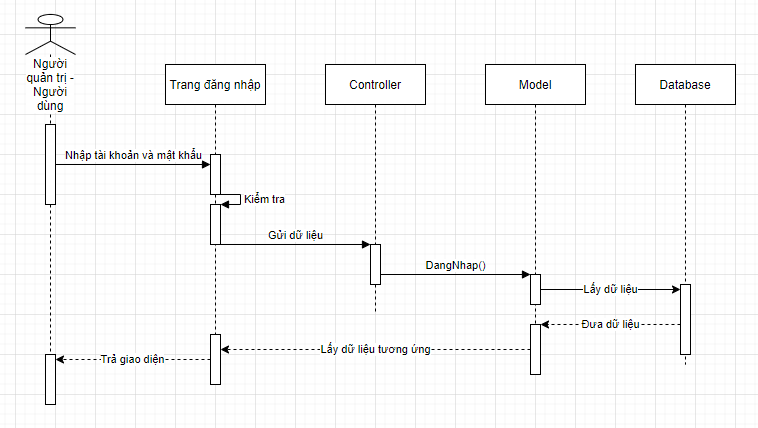 Người
quản trị -
Người
dùng
Trang đăng nhập
Controller
Model
Database
Nhập tài khoản và mật khẩu
Kiểm tra
Gửi dữ liệu
DangNhap()
Lấy dữ liệu
Đưa dữ liệu
Lấy dữ liệu tương ứng
Trả giao diện